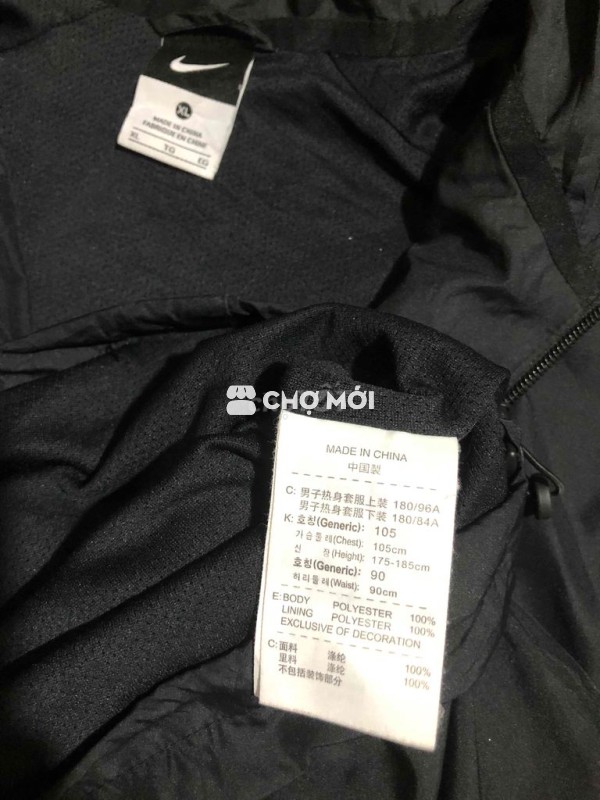 XL
MADE IN CHINA
FABRIQUE EN CHINE
XL TG EG
CHỢ MỚI
MADE IN CHINA
中国製
C: 男子热身套服上装 180/96A
男子热身套服下装 180/84A
K: 호칭(Generic): 105
가슴둘레(Chest): 105cm
신 장(Height): 175-185cm
호칭(Generic): 90
허리둘레(Waist): 90cm
E: BODY POLYESTER 100%
LINING POLYESTER 100%
EXCLUSIVE OF DECORATION
C: 面料 涤纶 100%
里料 涤纶 100%
不包括装饰部分